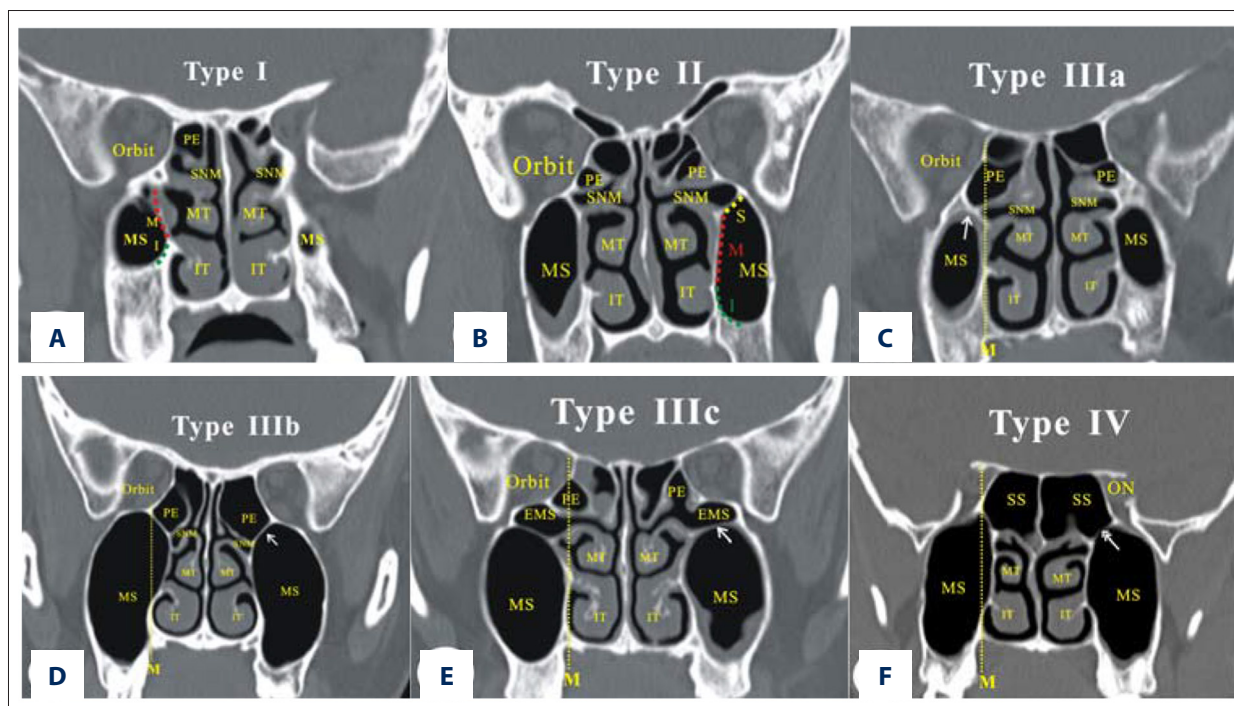 Type I
PE
Orbit
SNM
SNM
M
MT
MT
MS
I
MS
IT
IT
A
Type II
Orbit
PE
PE
SNM
SNM
S
MT
MT
M
MS
MS
IT
IT
I
B
Type IIIa
Orbit
PE
PE
SNM
SNM
MT
MT
MS
MS
IT
IT
C
M
Type IIIb
Orbit
PE
PE
SNM
SNM
MT
MT
MS
MS
IT
IT
D
M
Type IIIc
Orbit
PE
PE
EMS
EMS
MT
MT
MS
MS
IT
IT
E
M
Type IV
SS
SS
ON
MT
MT
MS
MS
IT
IT
F
M